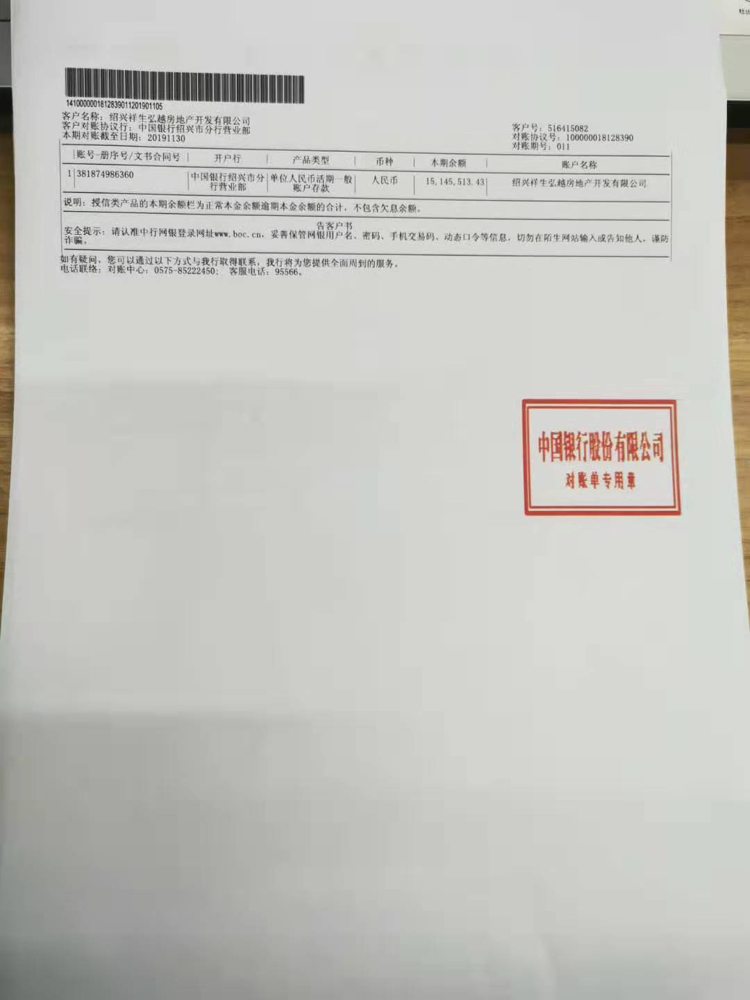 141000000181283901120190​1105
客户名称：绍兴祥生弘越房地产开发有限公司
客户对账协议行：中国银行绍兴市分行营业部
本期对账截至日期：20191130
客户号：516415082
对账协议号：100000018128390
对账期号：011
账号-册序号/文书合同号 开户行 产品类型 币种 本期余额 账户名称
1 381874986360 中国银行绍兴市分行营业部 单位人民币活期一般账户存款 人民币 15,145,513.43 绍兴祥生弘越房地产开发有限公司
说明：授信类产品的本期余额栏为正常本金余额逾期本金余额的合计，不包含欠息余额。
告客户书
安全提示：请认准中行网银登录网址www.boc.cn，妥善保管网银用户名、密码、手机交易码、动态口令等信息，切勿在陌生网站输入或告知他人，谨防
诈骗。
如有疑问，您可以通过以下方式与我行取得联系，我行将为您提供全面周到的服务。
电话联络：对账中心：0575-85222450； 客服电话：95566。
中国银行股份有限公司
对账单专用章